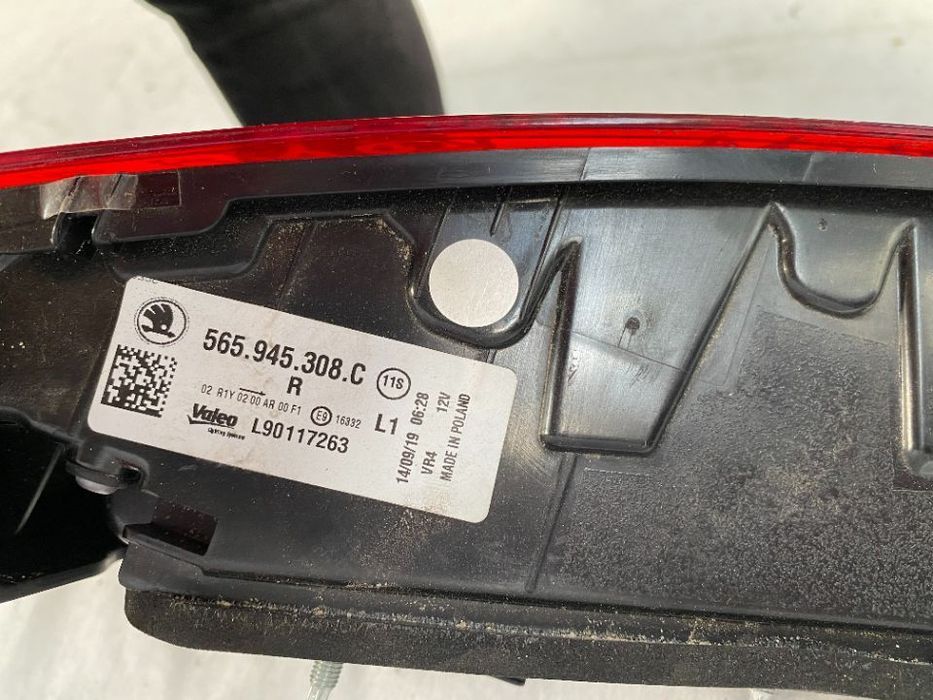 565.945.308.C
R 11S
02 R1Y 02 00 AR 00 F1 E9 16332 L1
Valeo L90117263
14/09/19 06:28
VR4 12V
MADE IN POLAND